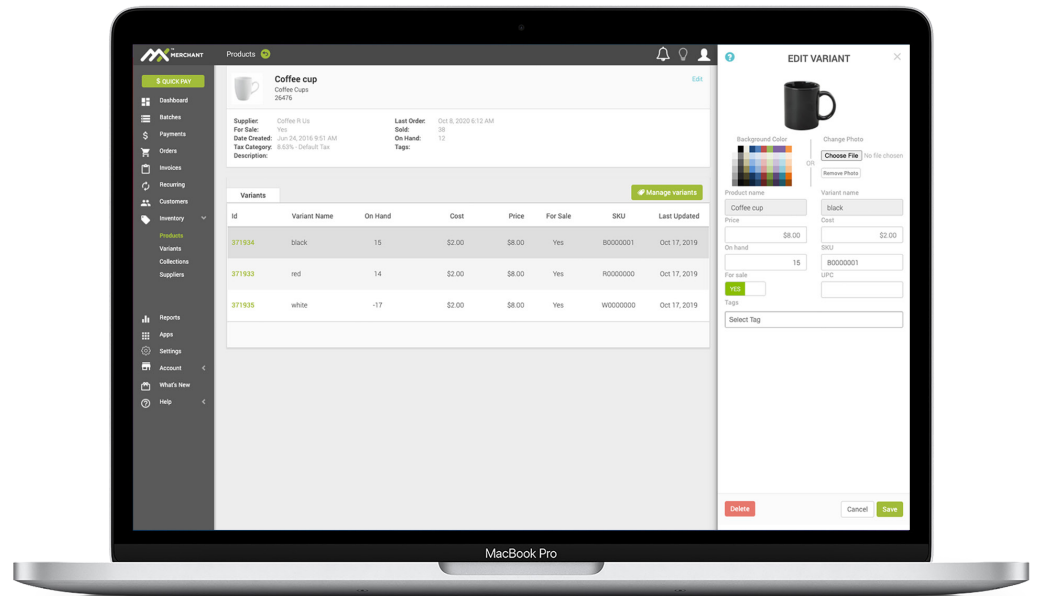 MERCHANT
Products
$ QUICK PAY
Dashboard
Batches
Payments
Orders
Invoices
Recurring
Customers
Inventory
Products
Variants
Collections
Suppliers
Reports
Apps
Settings
Account
What's New
Help
Coffee cup
Edit
Coffee Cups
26476
Supplier: Coffee R Us Last Order: Oct 8, 2020 6:12 AM
For Sale: Yes Sold: 38
Date Created: Jun 24, 2016 9:51 AM On Hand: 12
Tax Category: 8.63% - Default Tax Tags:
Description:
Variants
Manage variants
Id Variant Name On Hand Cost Price For Sale SKU Last Updated
371934 black 15 $2.00 $8.00 Yes B0000001 Oct 17, 2019
371933 red 14 $2.00 $8.00 Yes R0000000 Oct 17, 2019
371935 white -17 $2.00 $8.00 Yes W0000000 Oct 17, 2019
? EDIT VARIANT
Background Color Change Photo
Choose File No file chosen
OR
Remove Photo
Product name Variant name
Coffee cup black
Price Cost
$8.00 $2.00
On hand SKU
15 B0000001
For sale UPC
YES
Tags
Select Tag
Delete Cancel Save
MacBook Pro